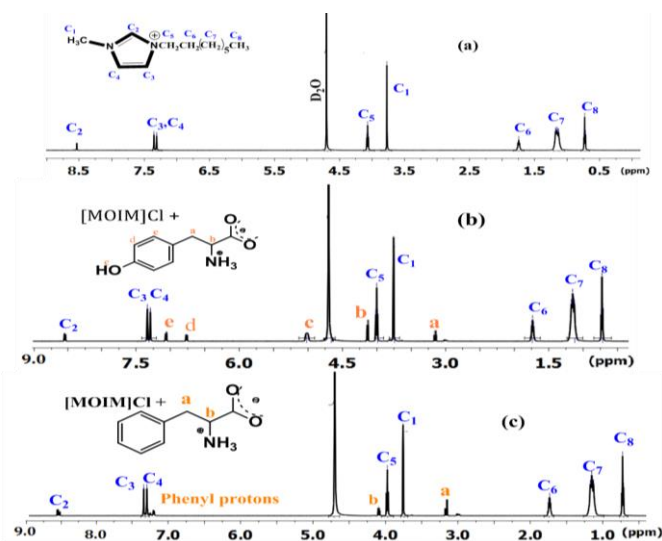 C₁ C₂ C₅ C₆ C₇ C₈
H₃C N N CH₂CH₂(CH₂)₅CH₃
⊕
C₄ C₃
(a)
D₂O
C₂ C₃,C₄ C₅ C₁ C₆ C₇ C₈
8.5 7.5 6.5 5.5 4.5 3.5 2.5 1.5 0.5 (ppm)
[MOIM]Cl +
(b)
O⁻
e a ⊖
d b O⁻
HO c ⊕ NH₃
C₂ C₃ C₄ e d c b C₅ C₁ a C₆ C₇ C₈
9.0 7.5 6.0 4.5 3.0 1.5 (ppm)
[MOIM]Cl +
(c)
O⁻
a ⊖
b O⁻
⊕ NH₃
C₂ C₃ C₄ Phenyl protons b C₅ C₁ a C₆ C₇ C₈
9.0 8.0 7.0 6.0 5.0 4.0 3.0 2.0 1.0 (ppm)